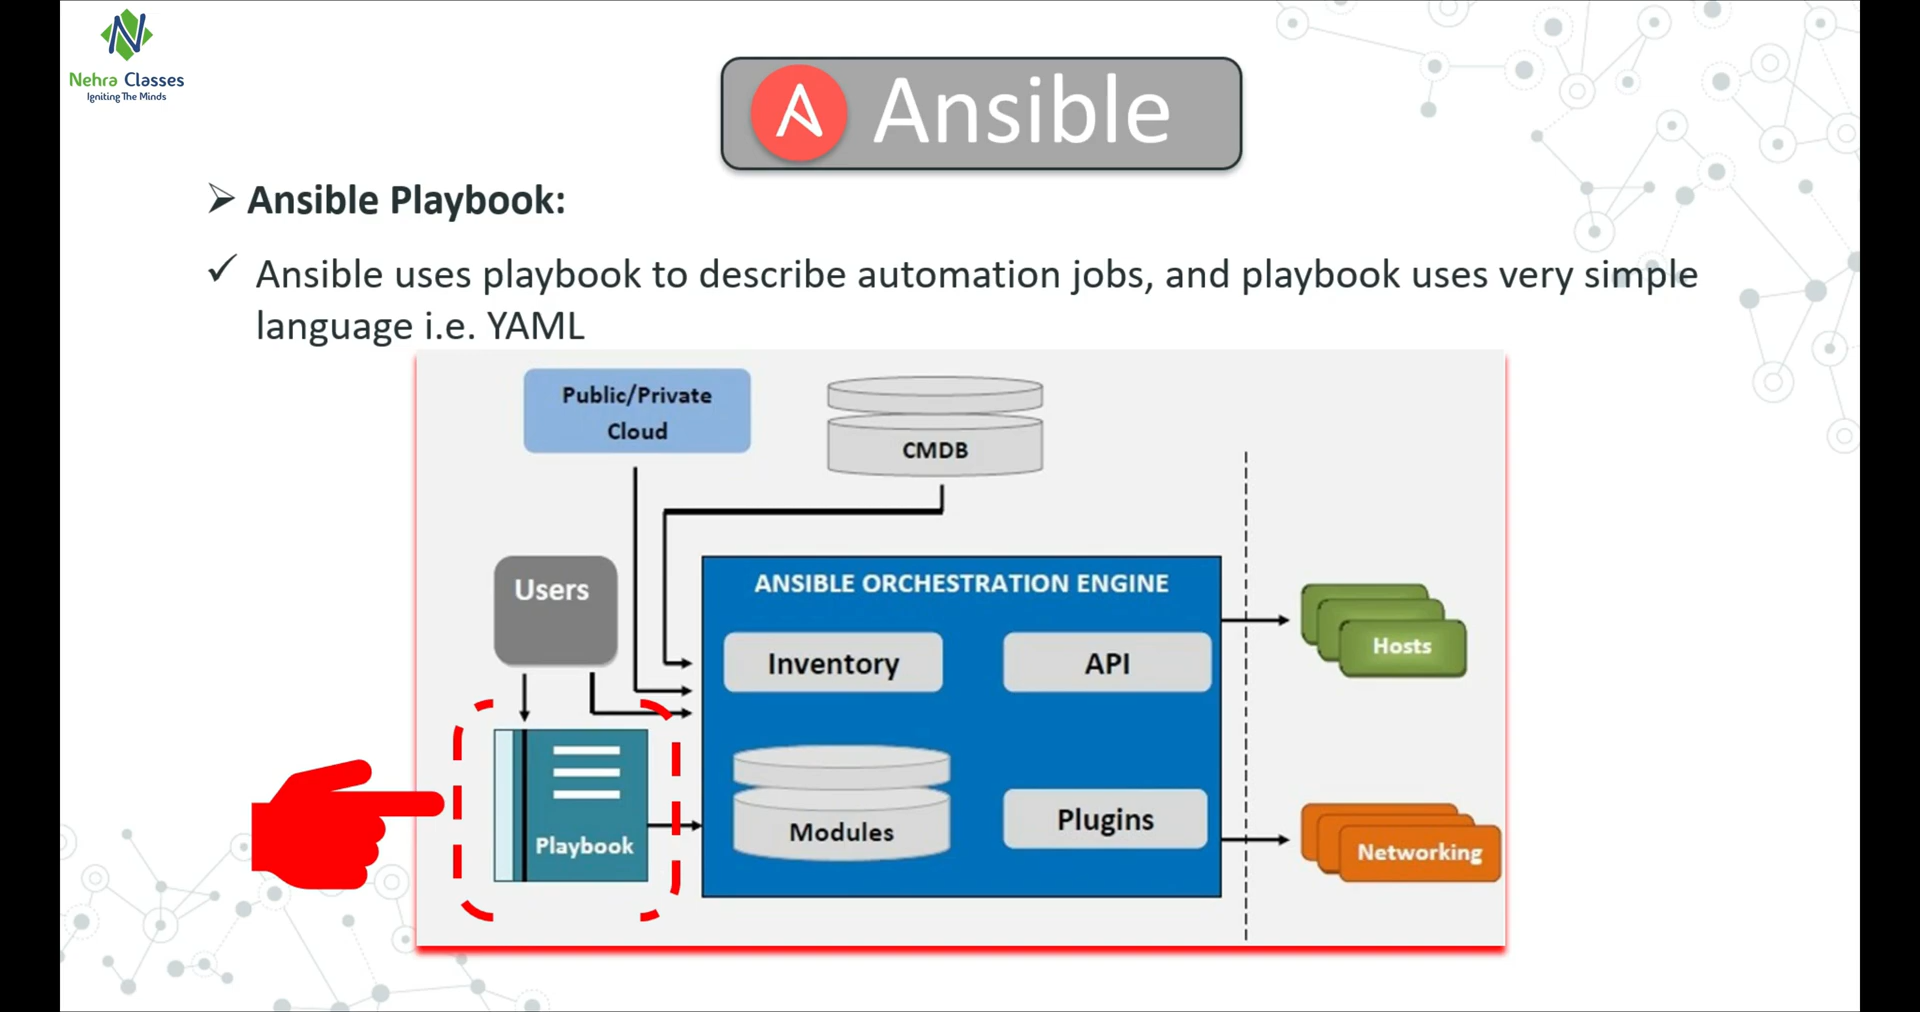 Nehra Classes
Igniting The Minds
Ansible
Ansible Playbook:
Ansible uses playbook to describe automation jobs, and playbook uses very simple
language i.e. YAML
Public/Private
Cloud
CMDB
Users
ANSIBLE ORCHESTRATION ENGINE
Inventory
API
Hosts
Modules
Plugins
Playbook
Networking